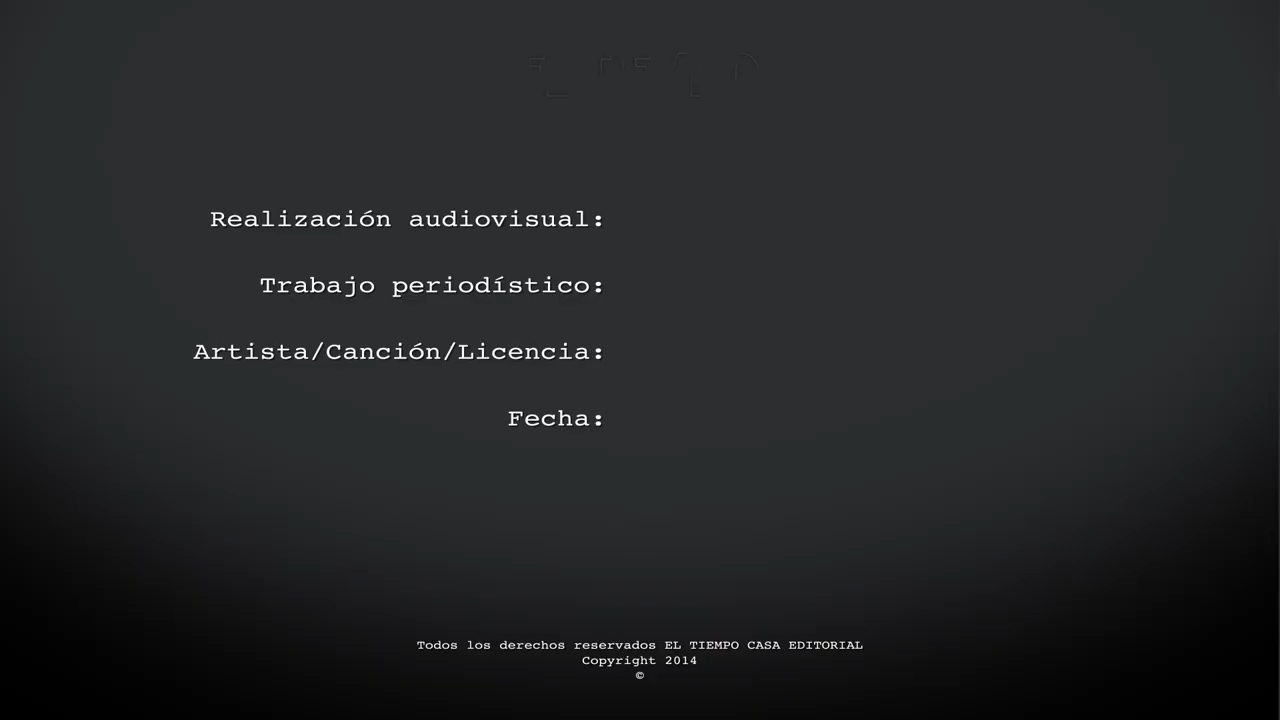 Realización audiovisual:
Trabajo periodístico:
Artista/Canción/Licencia:
Fecha:
Todos los derechos reservados EL TIEMPO CASA EDITORIAL
Copyright 2014
©